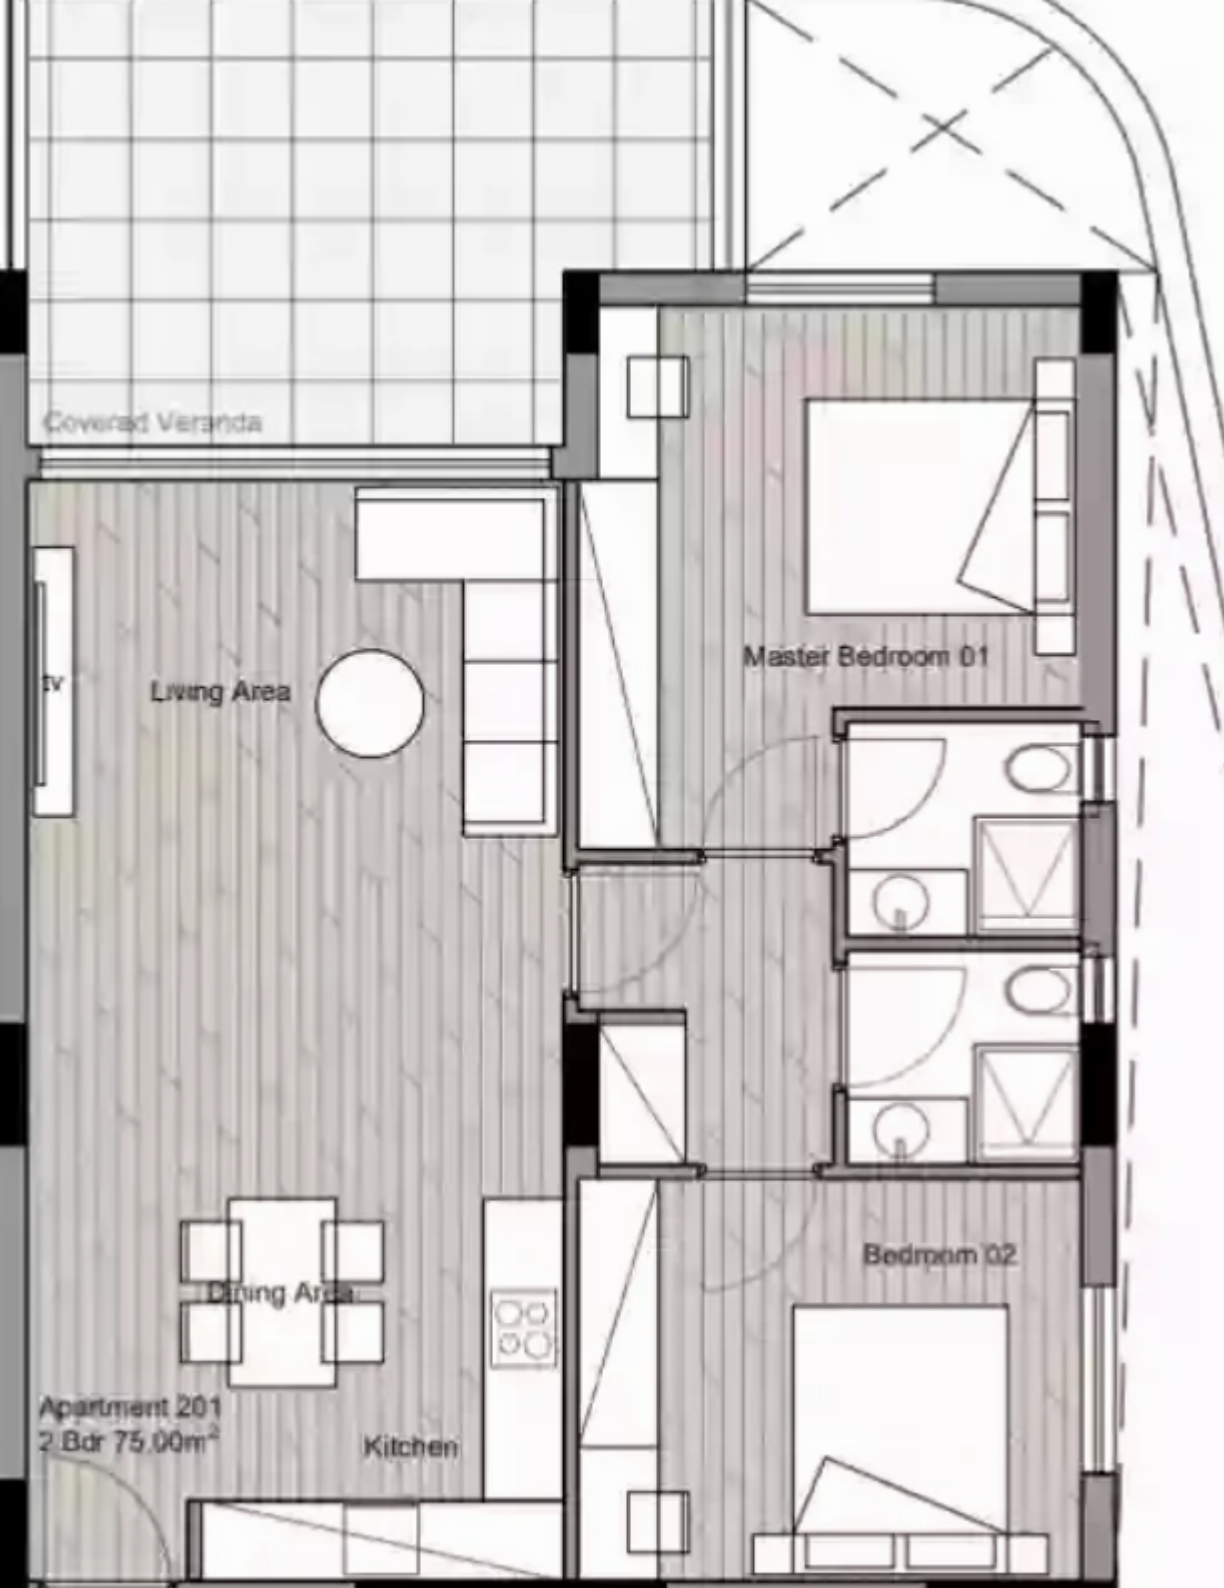 Covered Veranda
tv
Living Area
Master Bedroom 01
Bedroom 02
Dining Area
Apartment 201
2 Bdr 75.00m²
Kitchen